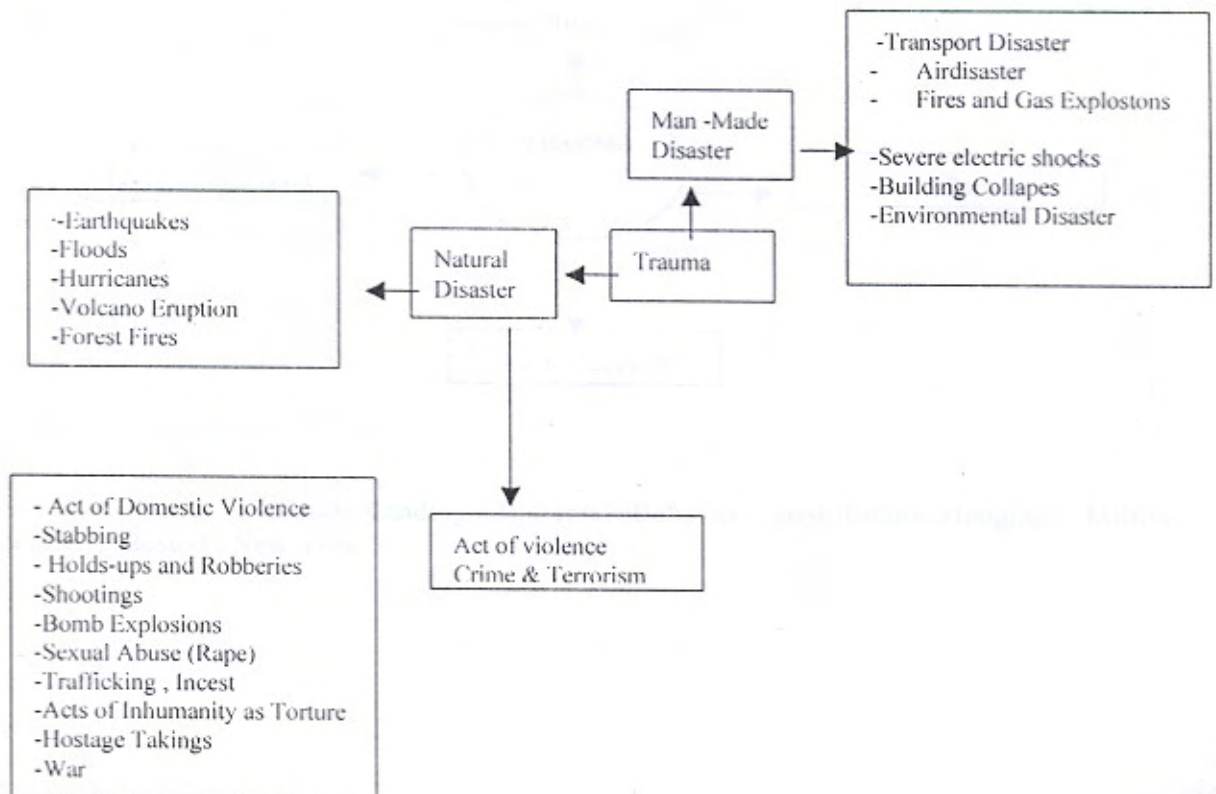 -Transport Disaster
- Airdisaster
- Fires and Gas Explostons
-Severe electric shocks
-Building Collapes
-Environmental Disaster
Man -Made
Disaster
Trauma
Natural
Disaster
--Earthquakes
-Floods
-Hurricanes
-Volcano Eruption
-Forest Fires
Act of violence
Crime & Terrorism
- Act of Domestic Violence
-Stabbing
- Holds-ups and Robberies
-Shootings
-Bomb Explosions
-Sexual Abuse (Rape)
-Trafficking , Incest
-Acts of Inhumanity as Torture
-Hostage Takings
-War